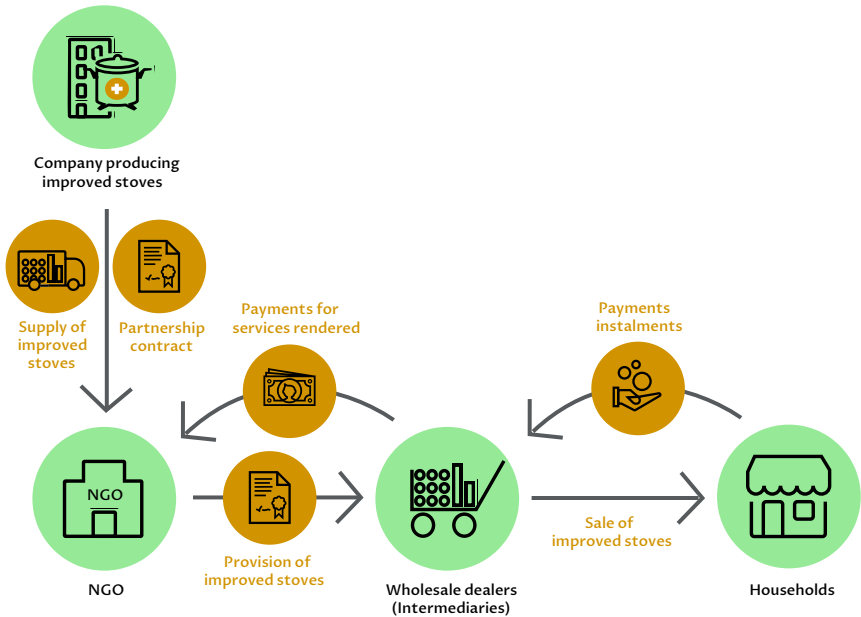 Company producing
improved stoves
Supply of
improved
stoves
Partnership
contract
Payments for
services rendered
Payments
instalments
NGO
Provision of
improved stoves
Sale of
improved stoves
NGO
Wholesale dealers
(Intermediaries)
Households